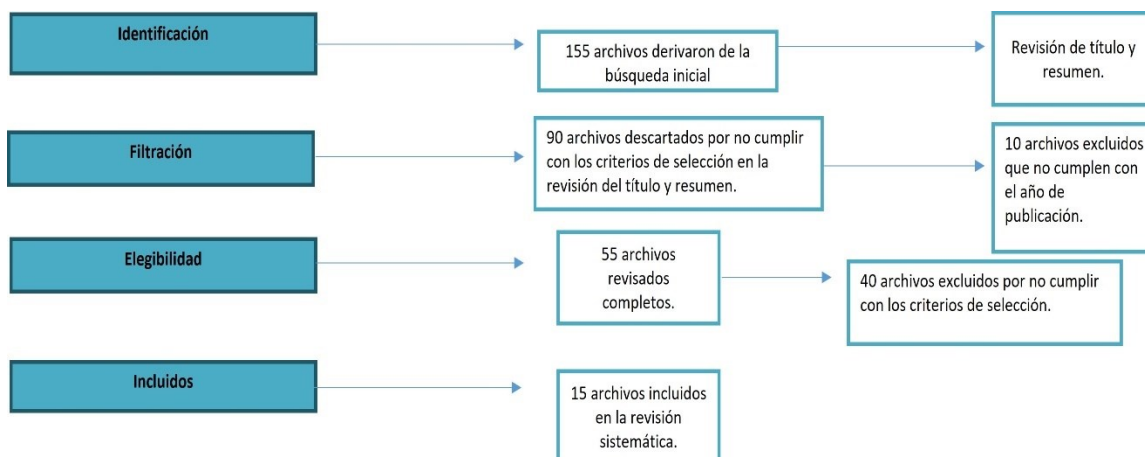 Identificación
155 archivos derivaron de la
búsqueda inicial
Revisión de título y
resumen.
Filtración
90 archivos descartados por no cumplir
con los criterios de selección en la
revisión del título y resumen.
10 archivos excluidos
que no cumplen con
el año de
publicación.
Elegibilidad
55 archivos
revisados
completos.
40 archivos excluidos por no cumplir
con los criterios de selección.
Incluidos
15 archivos incluidos
en la revisión
sistemática.